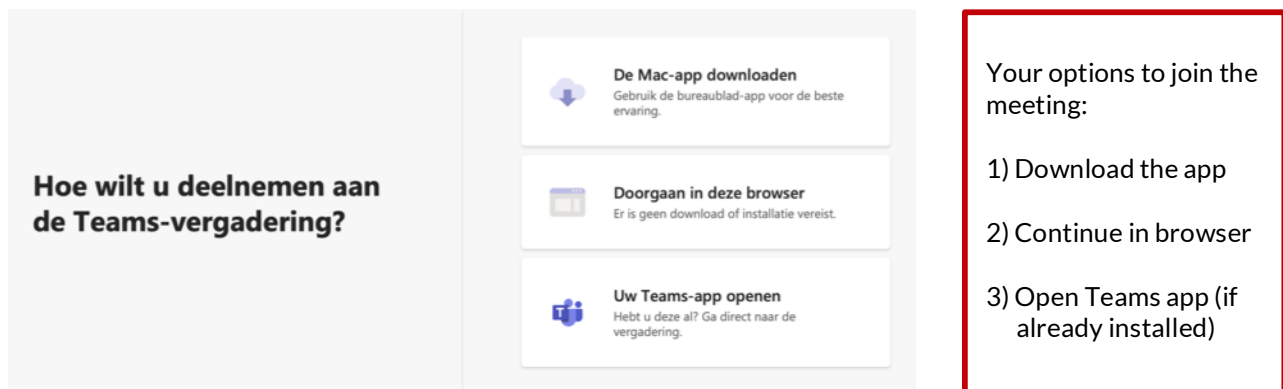 Hoe wilt u deelnemen aan
de Teams-vergadering?
De Mac-app downloaden
Gebruik de bureaublad-app voor de beste
ervaring.
Doorgaan in deze browser
Er is geen download of installatie vereist.
Uw Teams-app openen
Hebt u deze al? Ga direct naar de
vergadering.
Your options to join the
meeting:
1) Download the app
2) Continue in browser
3) Open Teams app (if
already installed)